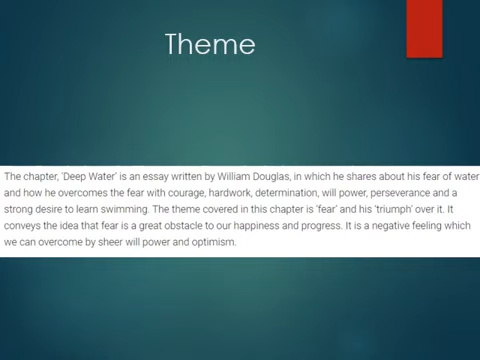 Theme
The chapter, 'Deep Water' is an essay written by William Douglas, in which he shares about his fear of water
and how he overcomes the fear with courage, hardwork, determination, will power, perseverance and a
strong desire to learn swimming. The theme covered in this chapter is 'fear' and his 'triumph' over it. It
conveys the idea that fear is a great obstacle to our happiness and progress. It is a negative feeling which
we can overcome by sheer will power and optimism.